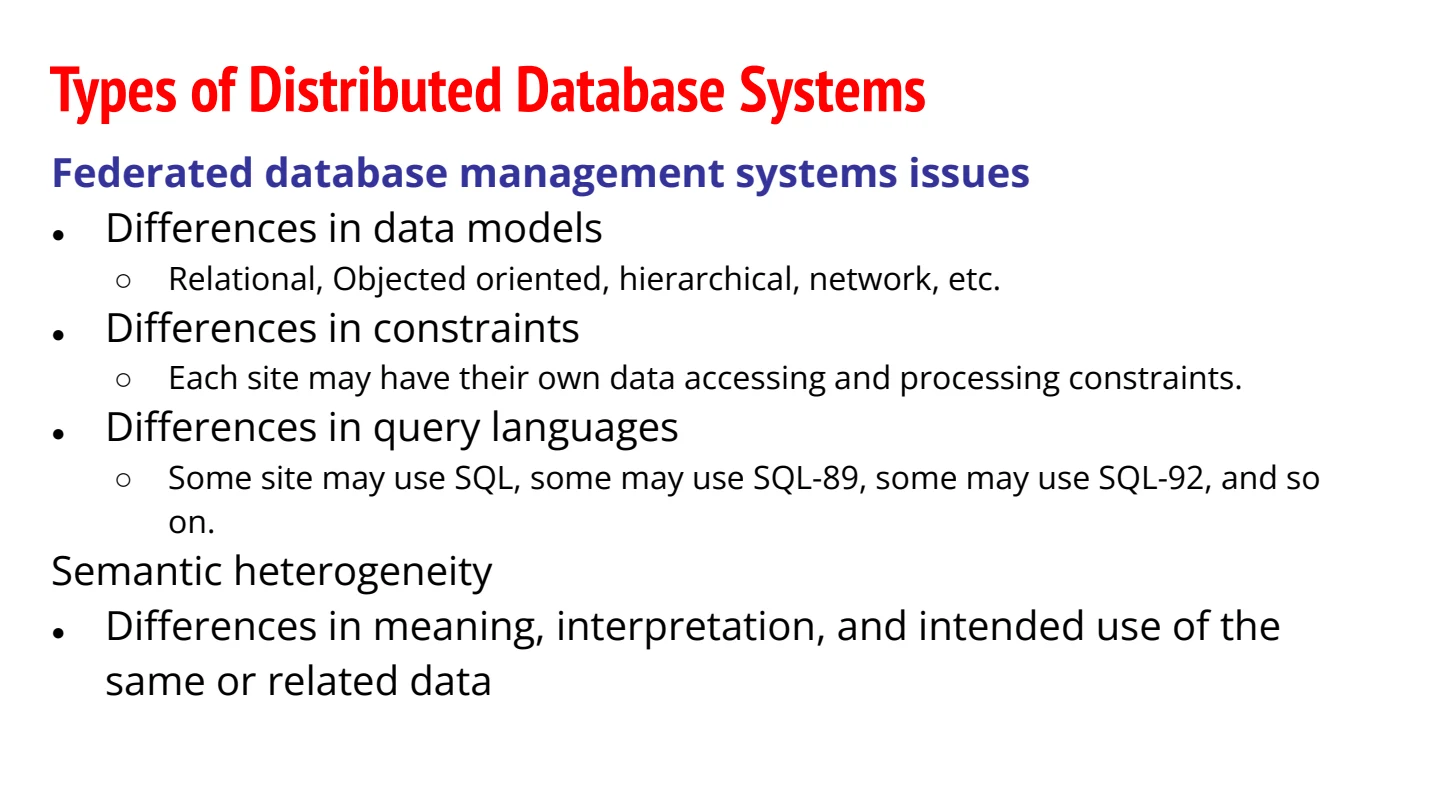 Types of Distributed Database Systems
Federated database management systems issues
● Differences in data models
○ Relational, Objected oriented, hierarchical, network, etc.
● Differences in constraints
○ Each site may have their own data accessing and processing constraints.
● Differences in query languages
○ Some site may use SQL, some may use SQL-89, some may use SQL-92, and so
on.
Semantic heterogeneity
● Differences in meaning, interpretation, and intended use of the
same or related data